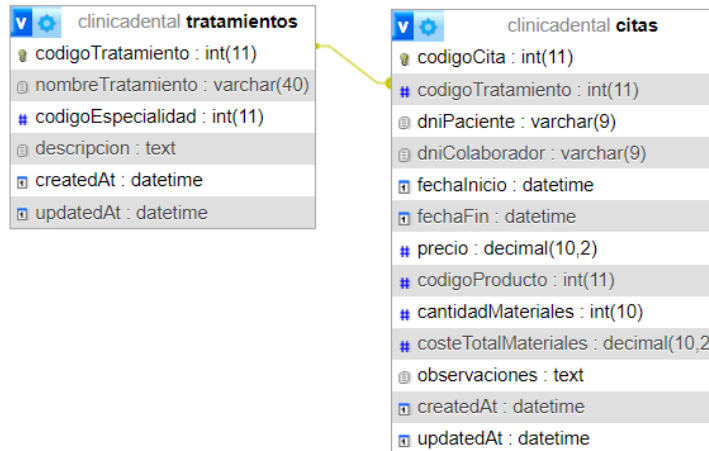 v clinicadental tratamientos
codigoTratamiento : int(11)
nombreTratamiento : varchar(40)
# codigoEspecialidad : int(11)
descripcion : text
createdAt : datetime
updatedAt : datetime
v clinicadental citas
codigoCita : int(11)
# codigoTratamiento : int(11)
dniPaciente : varchar(9)
dniColaborador : varchar(9)
fechaInicio : datetime
fechaFin : datetime
# precio : decimal(10,2)
# codigoProducto : int(11)
# cantidadMateriales : int(10)
# costeTotalMateriales : decimal(10,2
observaciones : text
createdAt : datetime
updatedAt : datetime